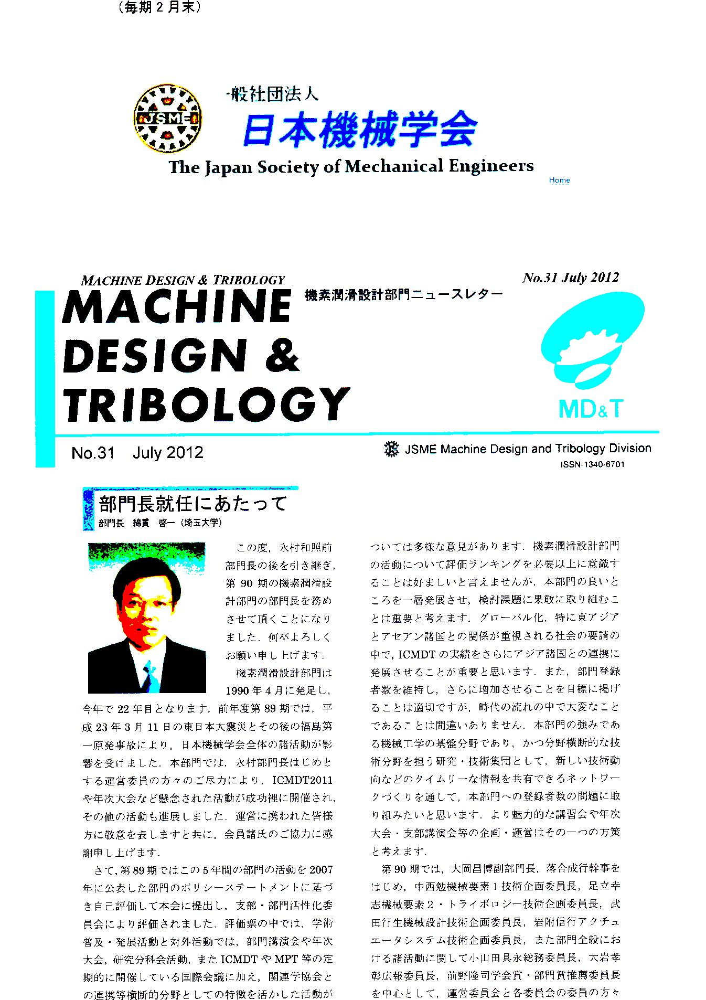 （毎期２月末）
JSME
一般社団法人
日本機械学会
The Japan Society of Mechanical Engineers
Home
MACHINE DESIGN & TRIBOLOGY
No.31 July 2012
機素潤滑設計部門ニュースレター
MACHINE
DESIGN &
TRIBOLOGY
MD&T
No.31 July 2012
JSME Machine Design and Tribology Division
ISSN-1340-6701
部門長就任にあたって
部門長　綿貫　啓一（埼玉大学）
この度，永村和照前
部門長の後を引き継ぎ，
第 90 期の機素潤滑設
計部門の部門長を務め
させて頂くことになり
ました．何卒よろしく
お願い申し上げます．
機素潤滑設計部門は
1990 年 4 月に発足し，
今年で 22 年目となります．前年度第 89 期では，平
成 23 年 3 月 11 日の東日本大震災とその後の福島第
一原発事故により，日本機械学会全体の諸活動が影
響を受けました．本部門では，永村部門長はじめと
する運営委員の方々のご尽力により，ICMDT2011
や年次大会など懸念された活動が成功裡に開催され，
その他の活動も進展しました．運営に携われた皆様
方に敬意を表しますと共に，会員諸氏のご協力に感
謝申し上げます．
さて，第 89 期ではこの 5 年間の部門の活動を 2007
年に公表した部門のポリシーステートメントに基づ
き自己評価して本会に提出し，支部・部門活性化委
員会により評価されました．評価票の中では，学術
普及・発展活動と対外活動では，部門講演会や年次
大会，研究分科会活動，また ICMDT や MPT 等の定
期的に開催している国際会議に加え，関連学協会と
の連携等横断的分野としての特徴を活かした活動が
ついては多様な意見があります．機素潤滑設計部門
の活動について評価ランキングを必要以上に意識す
ることは好ましいと言えませんが，本部門の良いと
ころを一層発展させ，検討課題に果敢に取り組むこ
とは重要と考えます．グローバル化，特に東アジア
とアセアン諸国との関係が重視される社会の要請の
中で，ICMDT の実績をさらにアジア諸国との連携に
発展させることが重要と思います．また，部門登録
者数を維持し，さらに増加させることを目標に掲げ
ることは適切ですが，時代の流れの中で大変なこと
であることは間違いありません．本部門の強みであ
る機械工学の基盤分野であり，かつ分野横断的な技
術分野を担う研究・技術集団として，新しい技術動
向などのタイムリーな情報を共有できるネットワー
クづくりを通して，本部門への登録者数の問題に取
り組みたいと思います．より魅力的な講習会や年次
大会・支部講演会等の企画・運営はその一つの方策
と考えます．
第 90 期では，大岡昌博副部門長，落合成行幹事を
はじめ，中西勉機械要素１技術企画委員長，足立幸
志機械要素２・トライボロジー技術企画委員長，武
田行生機械設計技術企画委員長，岩附信行アクチュ
エータシステム技術企画委員長，また部門全般にお
ける諸活動に関して小山田具永総務委員長，大岩孝
彰広報委員長，前野隆司学会賞・部門賞推薦委員長
を中心として，運営委員会と各委員会の委員の方々